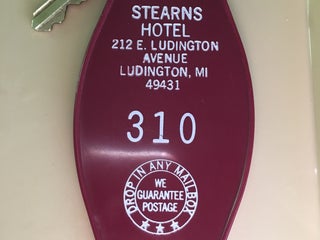 STEARNS
HOTEL
212 E. LUDINGTON
AVENUE
LUDINGTON, MI
49431
310
DROP IN ANY MAILBOX
WE
GUARANTEE
POSTAGE